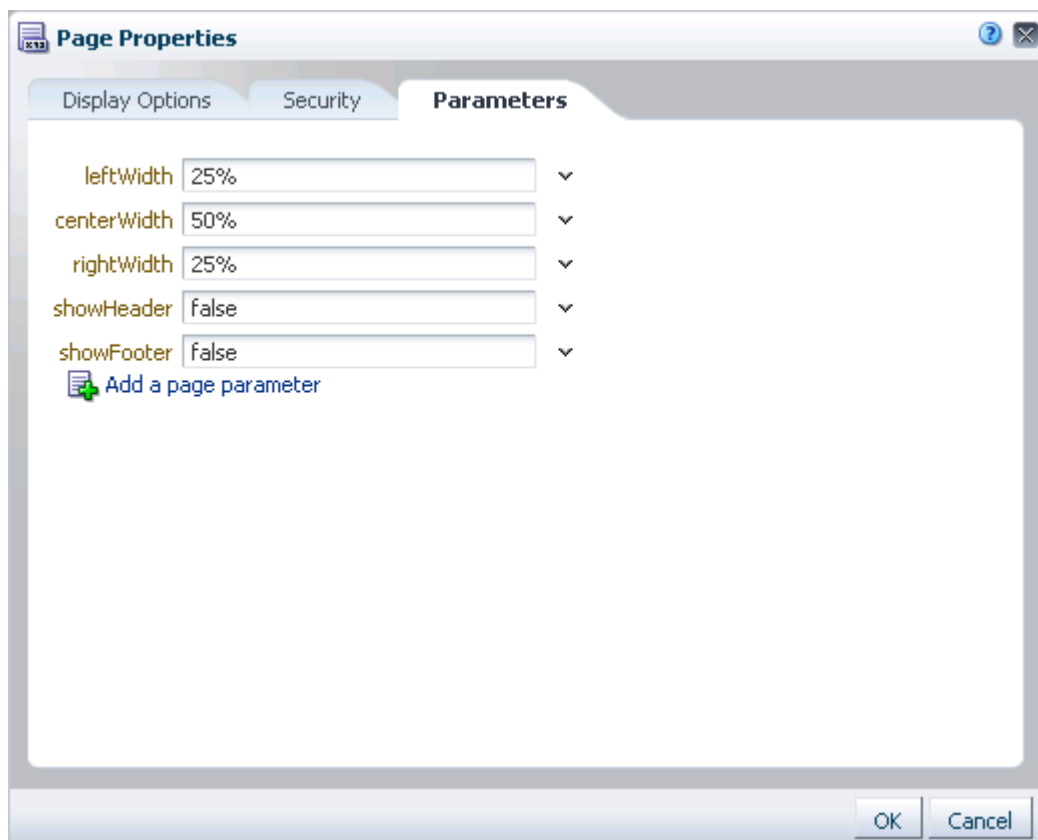 Page Properties
Display Options Security Parameters
leftWidth 25%
centerWidth 50%
rightWidth 25%
showHeader false
showFooter false
Add a page parameter
OK Cancel